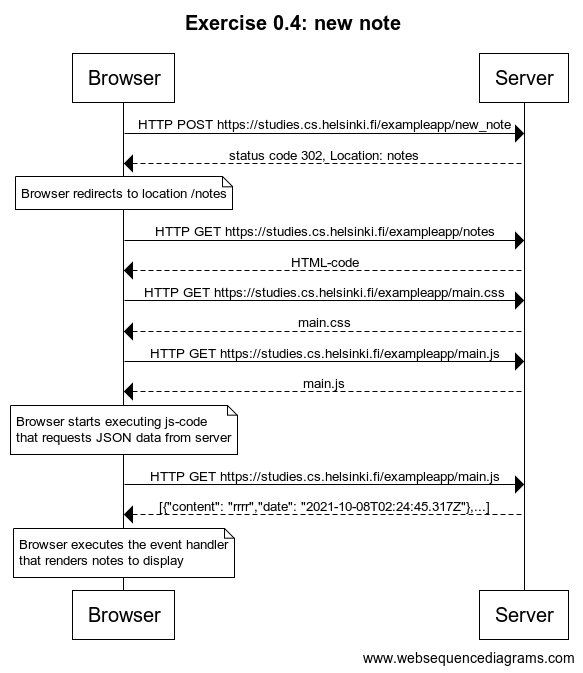 Exercise 0.4: new note
Browser
Server
HTTP POST https://studies.cs.helsinki.fi/exampleapp/new_note
status code 302, Location: notes
Browser redirects to location /notes
HTTP GET https://studies.cs.helsinki.fi/exampleapp/notes
HTML-code
HTTP GET https://studies.cs.helsinki.fi/exampleapp/main.css
main.css
HTTP GET https://studies.cs.helsinki.fi/exampleapp/main.js
main.js
Browser starts executing js-code
that requests JSON data from server
HTTP GET https://studies.cs.helsinki.fi/exampleapp/main.js
[{"content": "rrrr","date": "2021-10-08T02:24:45.317Z"},...]
Browser executes the event handler
that renders notes to display
Browser
Server
www.websequencediagrams.com